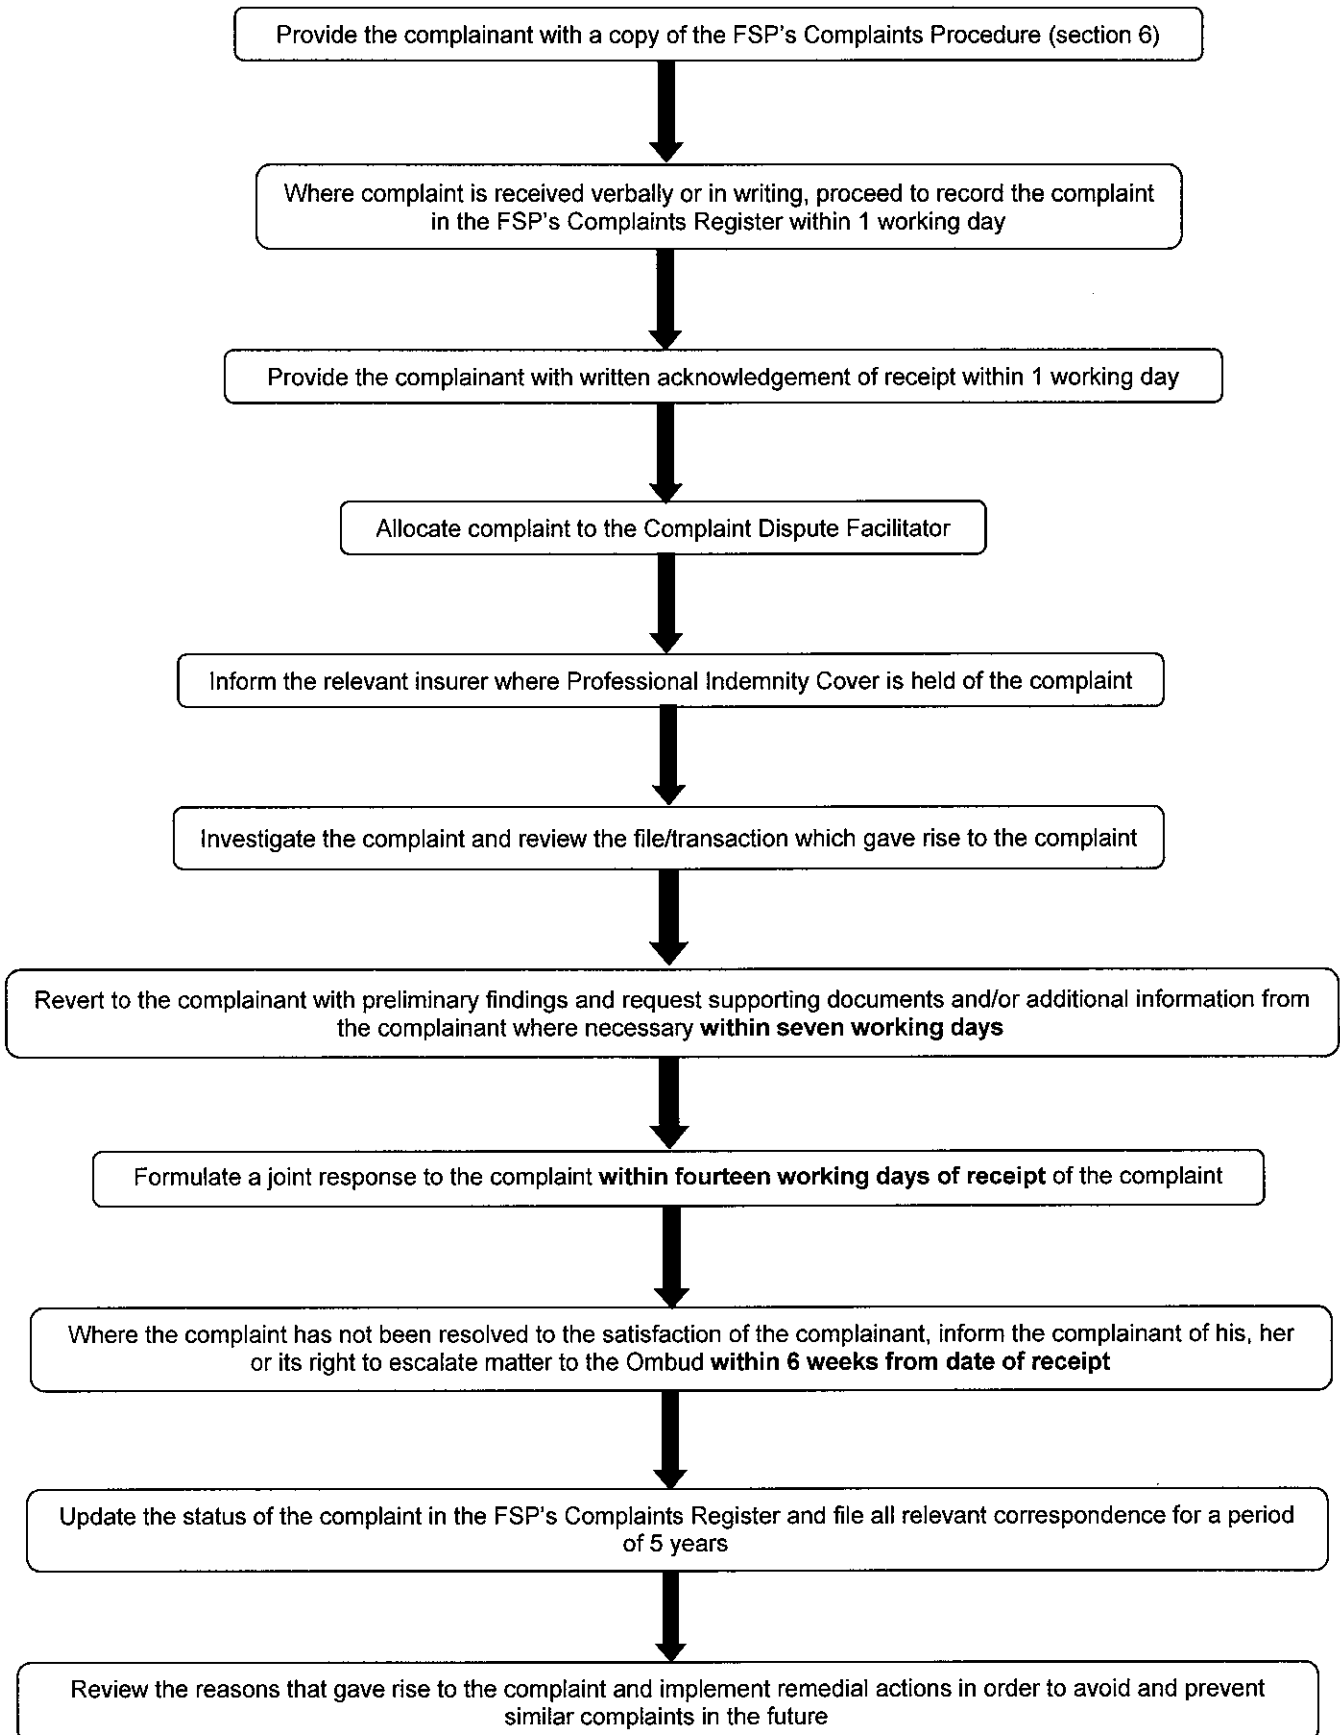 Provide the complainant with a copy of the FSP's Complaints Procedure (section 6)
Where complaint is received verbally or in writing, proceed to record the complaint
in the FSP's Complaints Register within 1 working day
Provide the complainant with written acknowledgement of receipt within 1 working day
Allocate complaint to the Complaint Dispute Facilitator
Inform the relevant insurer where Professional Indemnity Cover is held of the complaint
Investigate the complaint and review the file/transaction which gave rise to the complaint
Revert to the complainant with preliminary findings and request supporting documents and/or additional information from
the complainant where necessary within seven working days
Formulate a joint response to the complaint within fourteen working days of receipt of the complaint
Where the complaint has not been resolved to the satisfaction of the complainant, inform the complainant of his, her
or its right to escalate matter to the Ombud within 6 weeks from date of receipt
Update the status of the complaint in the FSP's Complaints Register and file all relevant correspondence for a period
of 5 years
Review the reasons that gave rise to the complaint and implement remedial actions in order to avoid and prevent
similar complaints in the future